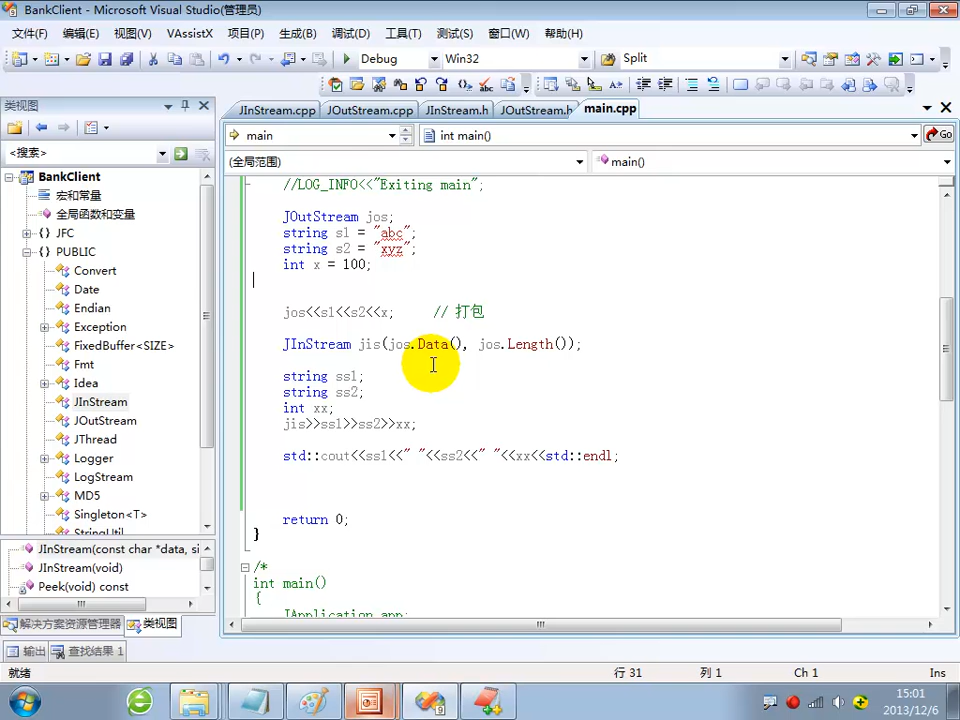 BankClient - Microsoft Visual Studio(管理员)
文件(F) 编辑(E) 视图(V) VAssistX 项目(P) 生成(B) 调试(D) 工具(T) 测试(S) 窗口(W) 帮助(H)
Debug Win32 Split
类视图
JInStream.cpp JOutStream.cpp JInStream.h JOutStream.h main.cpp
main int main() Go
<搜索>
(全局范围) main()
BankClient
宏和常量
全局函数和变量
JFC
PUBLIC
Convert
Date
Endian
Exception
FixedBuffer<SIZE>
Fmt
Idea
JInStream
JOutStream
JThread
Logger
LogStream
MD5
Singleton<T>
StringUtil
JInStream(const char *data, si
JInStream(void)
Peek(void) const
解决方案资源管理器 类视图
//LOG_INFO<<"Exiting main";
JOutStream jos;
string s1 = "abc";
string s2 = "xyz";
int x = 100;
jos<<s1<<s2<<x; // 打包
JInStream jis(jos.Data(), jos.Length());
string ss1;
string ss2;
int xx;
jis>>ss1>>ss2>>xx;
std::cout<<ss1<<" "<<ss2<<" "<<xx<<std::endl;
return 0;
}
/*
int main()
{
JApplication app;
输出 查找结果 1
就绪 行 31 列 1 Ch 1 Ins
15:01
2013/12/6